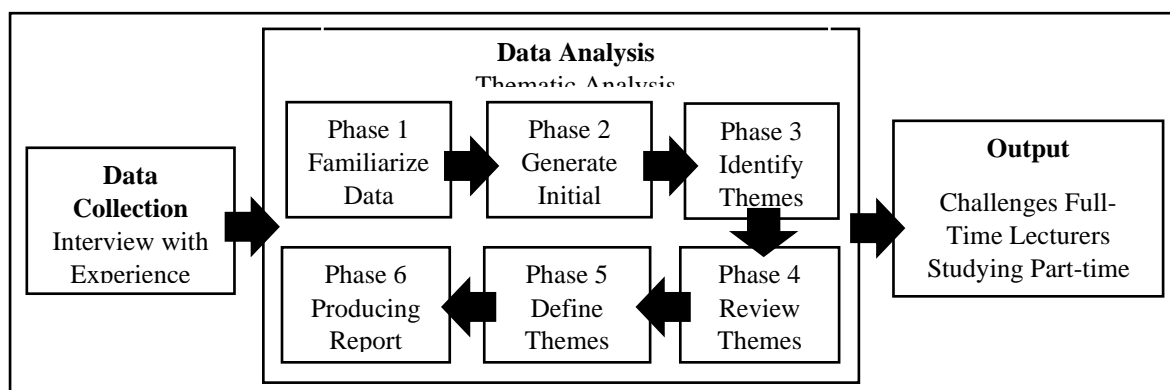 Data Analysis
Thematic Analysis
Data
Collection
Interview with
Experience
Phase 1
Familiarize
Data
Phase 2
Generate
Initial
Phase 3
Identify
Themes
Phase 4
Review
Themes
Phase 5
Define
Themes
Phase 6
Producing
Report
Output
Challenges Full-
Time Lecturers
Studying Part-time